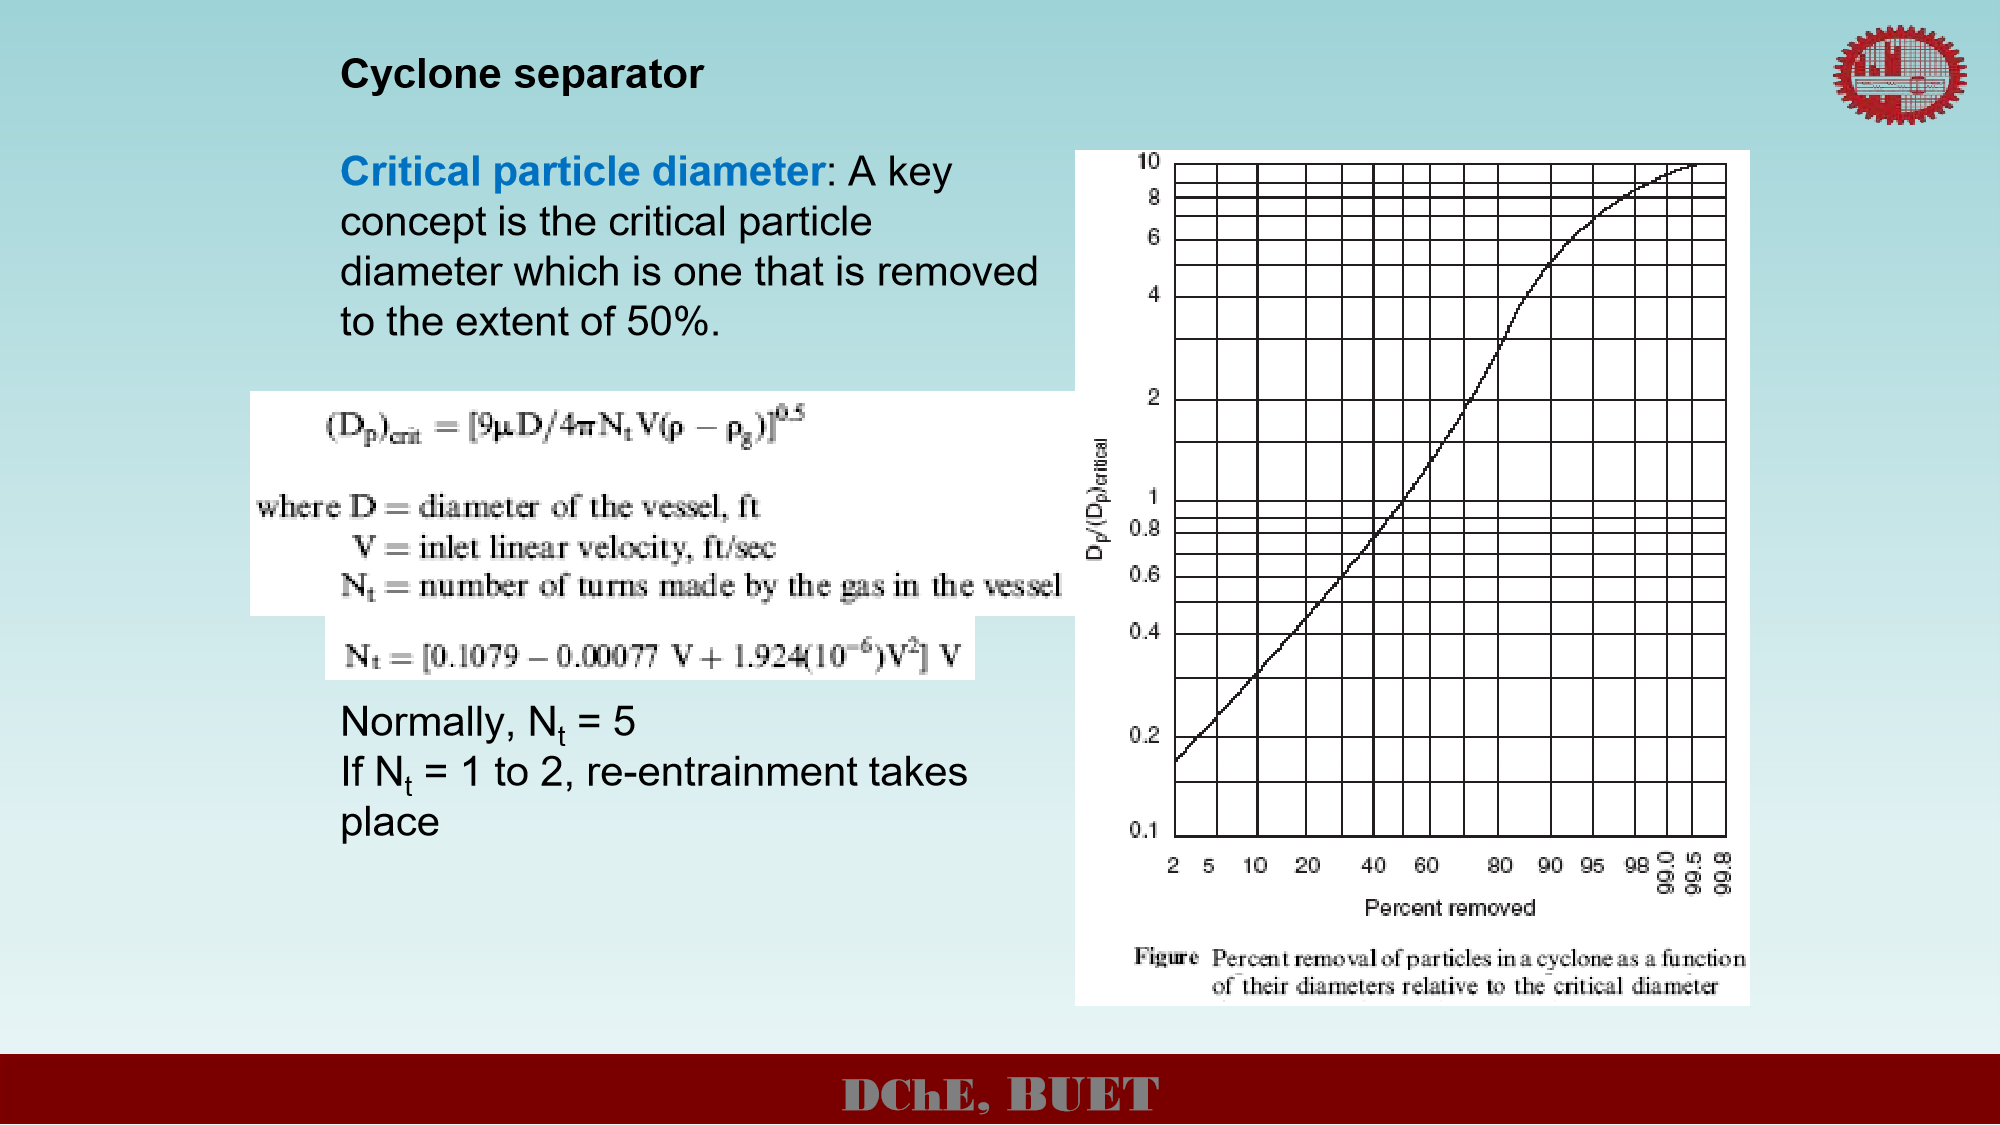 Cyclone separator
Critical particle diameter: A key
concept is the critical particle
diameter which is one that is removed
to the extent of 50%.
(Dp)crit = [9μD/4πNt V(ρ − ρg)]^0.5
where D = diameter of the vessel, ft
V = inlet linear velocity, ft/sec
Nt = number of turns made by the gas in the vessel
Nt = [0.1079 – 0.00077 V + 1.924(10^−6)V^2] V
Normally, Nt = 5
If Nt = 1 to 2, re-entrainment takes
place
10
8
6
4
2
1
0.8
0.6
0.4
0.2
0.1
Dp/(Dp)critical
2 5 10 20 40 60 80 90 95 98 99.0 99.5 99.8
Percent removed
Figure Percent removal of particles in a cyclone as a function
of their diameters relative to the critical diameter
DChE, BUET